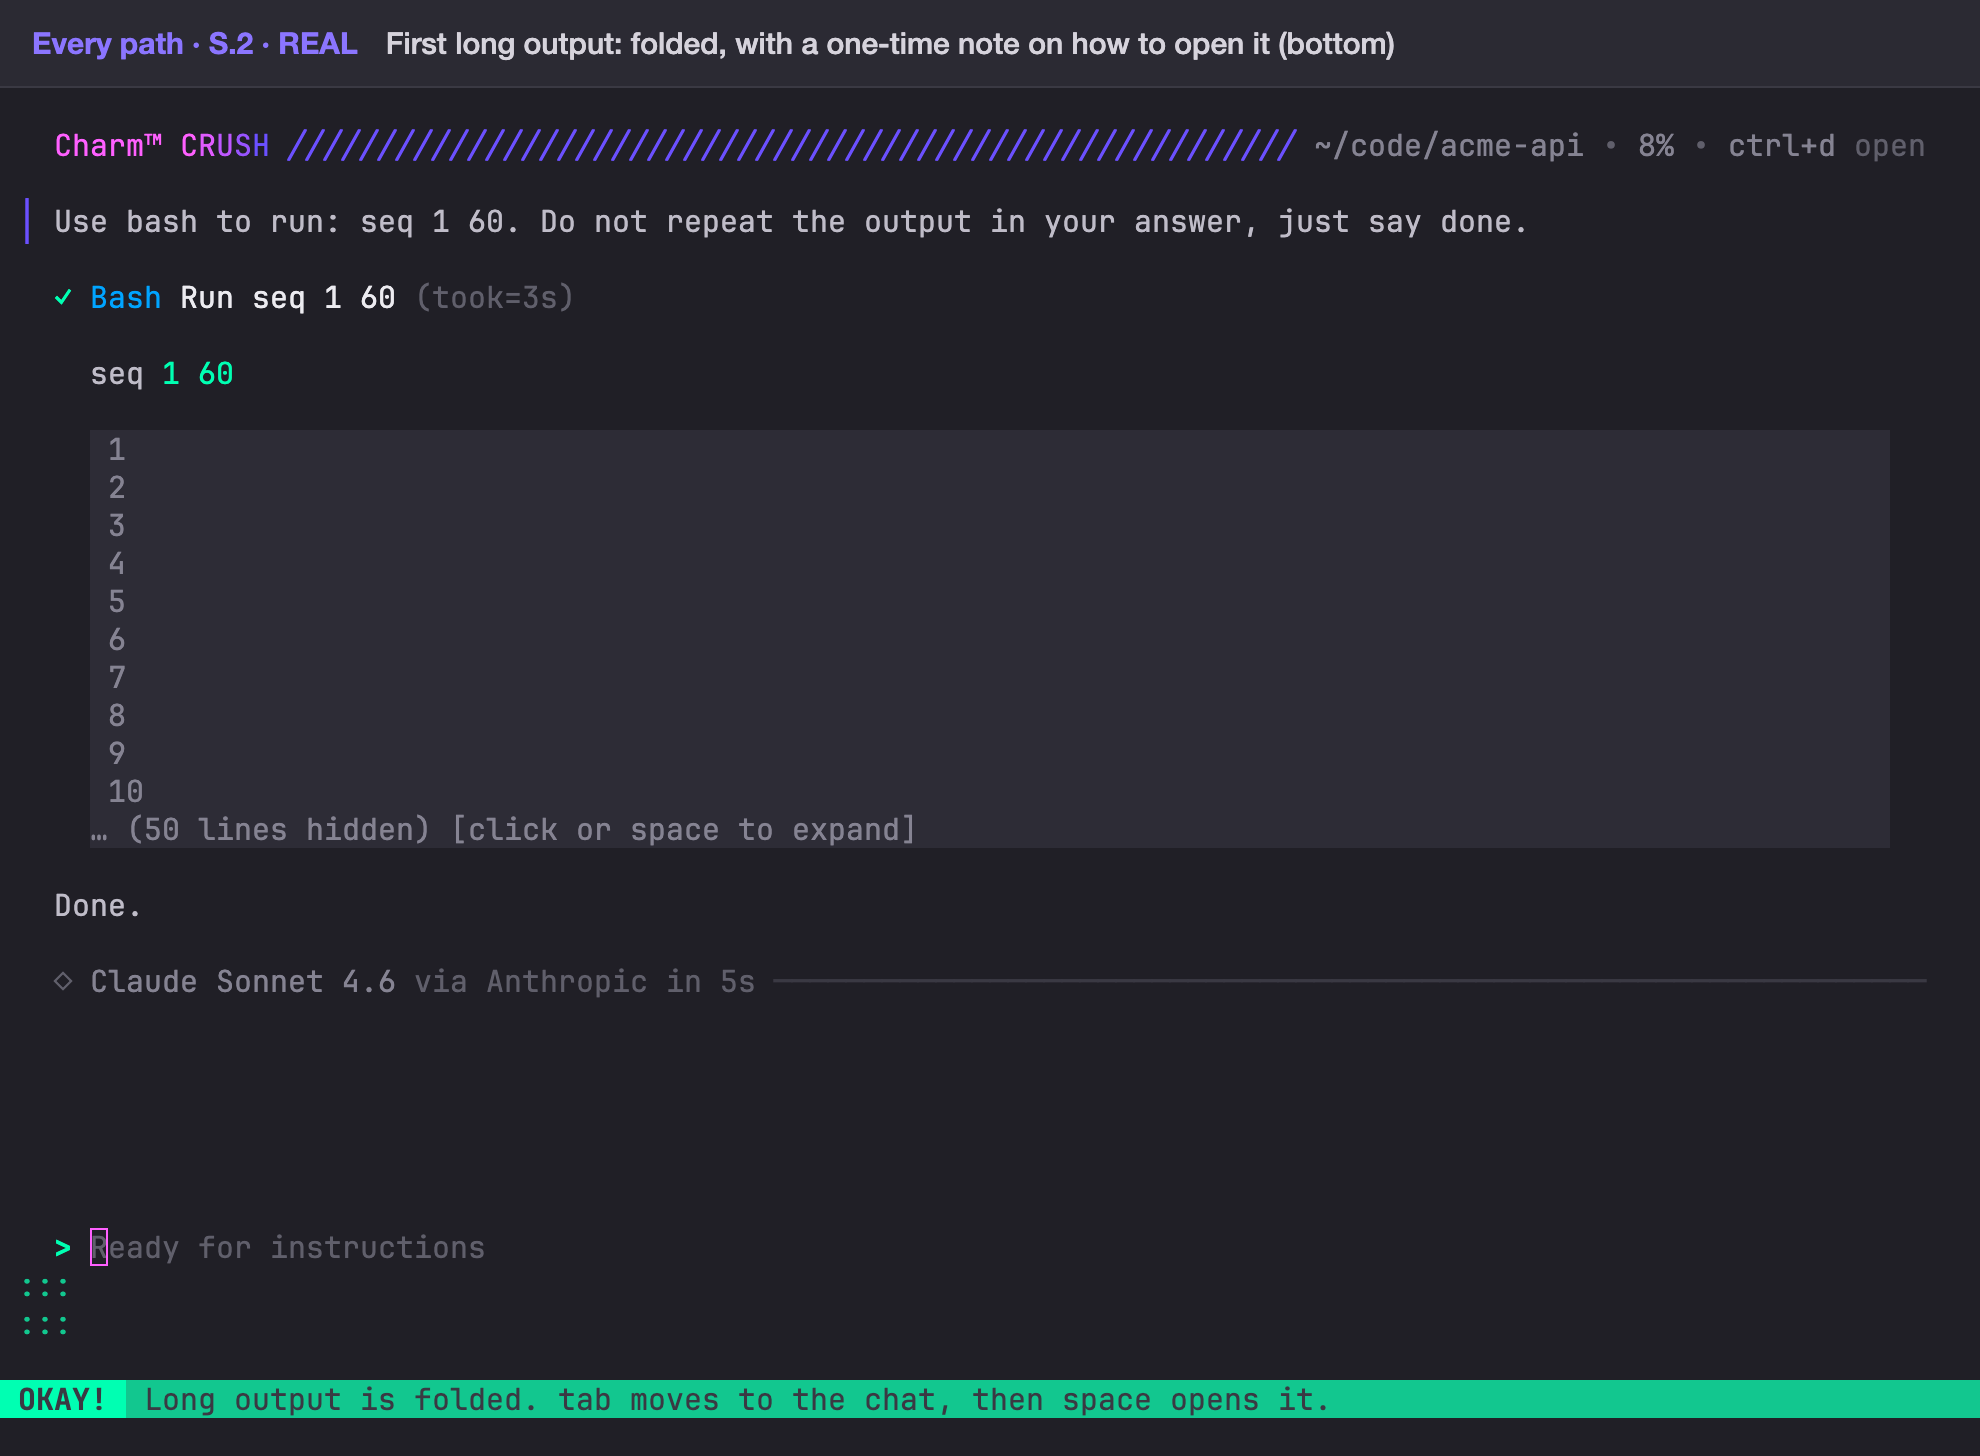 Every path · S.2 · REAL First long output: folded, with a one-time note on how to open it (bottom)
Charm™ CRUSH //////////////////////////////////////////////////////// ~/code/acme-api • 8% • ctrl+d open
Use bash to run: seq 1 60. Do not repeat the output in your answer, just say done.
✓ Bash Run seq 1 60 (took=3s)
seq 1 60
1
2
3
4
5
6
7
8
9
10
… (50 lines hidden) [click or space to expand]
Done.
◇ Claude Sonnet 4.6 via Anthropic in 5s
> Ready for instructions
:::
:::
OKAY! Long output is folded. tab moves to the chat, then space opens it.